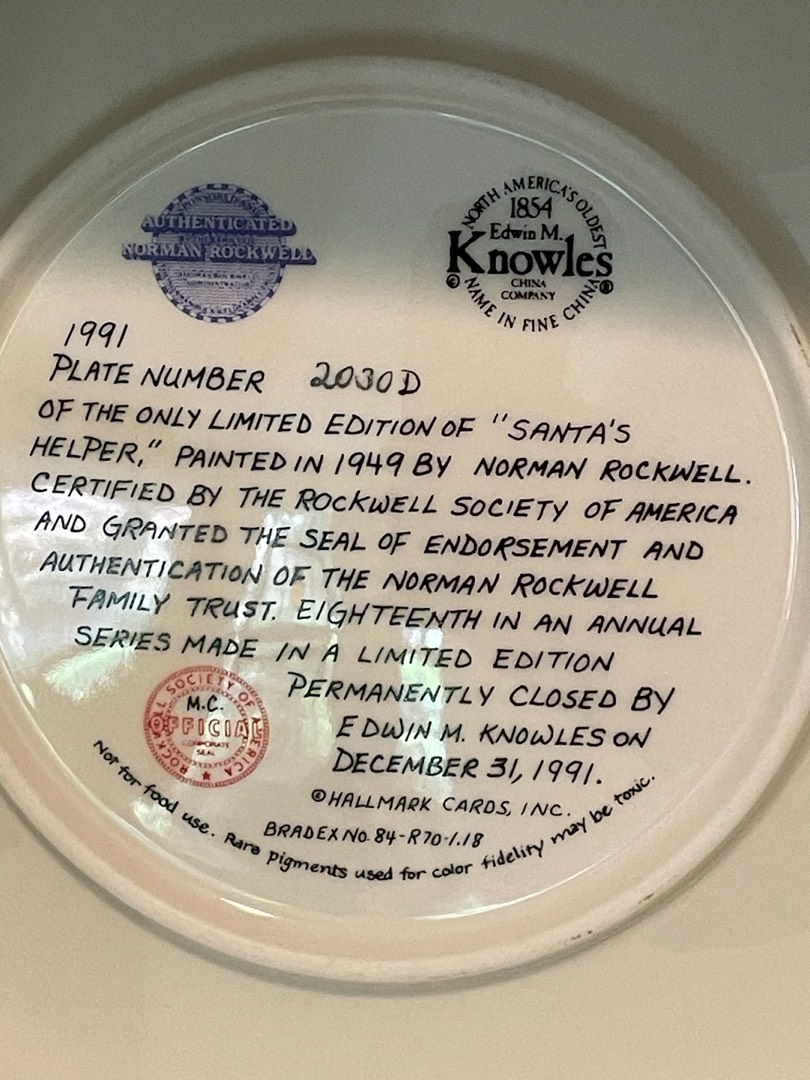 AUTHENTICATED
NORMAN ROCKWELL
NORTH AMERICA'S OLDEST
1854
Edwin M.
Knowles
CHINA
COMPANY
© ®
NAME IN FINE CHINA
1991
PLATE NUMBER 2030D
OF THE ONLY LIMITED EDITION OF "SANTA'S
HELPER," PAINTED IN 1949 BY NORMAN ROCKWELL.
CERTIFIED BY THE ROCKWELL SOCIETY OF AMERICA
AND GRANTED THE SEAL OF ENDORSEMENT AND
AUTHENTICATION OF THE NORMAN ROCKWELL
FAMILY TRUST. EIGHTEENTH IN AN ANNUAL
SERIES MADE IN A LIMITED EDITION
PERMANENTLY CLOSED BY
EDWIN M. KNOWLES ON
DECEMBER 31, 1991.
ROCKWELL SOCIETY OF AMERICA
M.C.
OFFICIAL
CORPORATE
SEAL
©HALLMARK CARDS, INC.
BRADEX NO. 84-R70-1.18
Not for food use. Rare pigments used for color fidelity may be toxic.